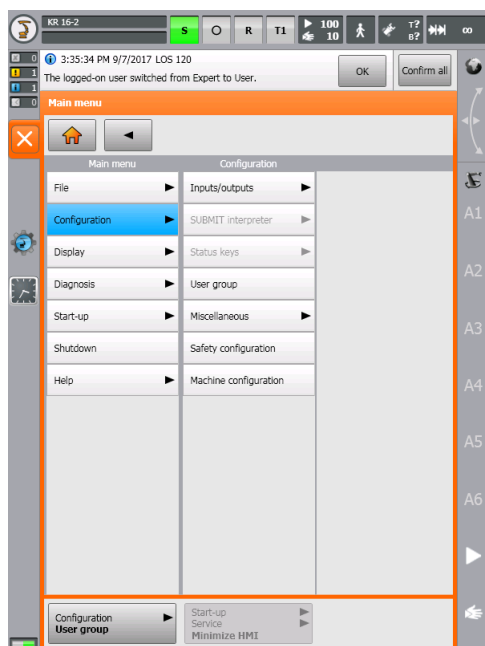 KR 16-2
S
O
R
T1
100
10
T?
B?
∞
0
1
1
0
3:35:34 PM 9/7/2017 LOS 120
The logged-on user switched from Expert to User.
OK
Confirm all
Main menu
Main menu
Configuration
File
Inputs/outputs
Configuration
SUBMIT interpreter
Display
Status keys
Diagnosis
User group
Start-up
Miscellaneous
Shutdown
Safety configuration
Help
Machine configuration
A1
A2
A3
A4
A5
A6
Configuration
User group
Start-up
Service
Minimize HMI